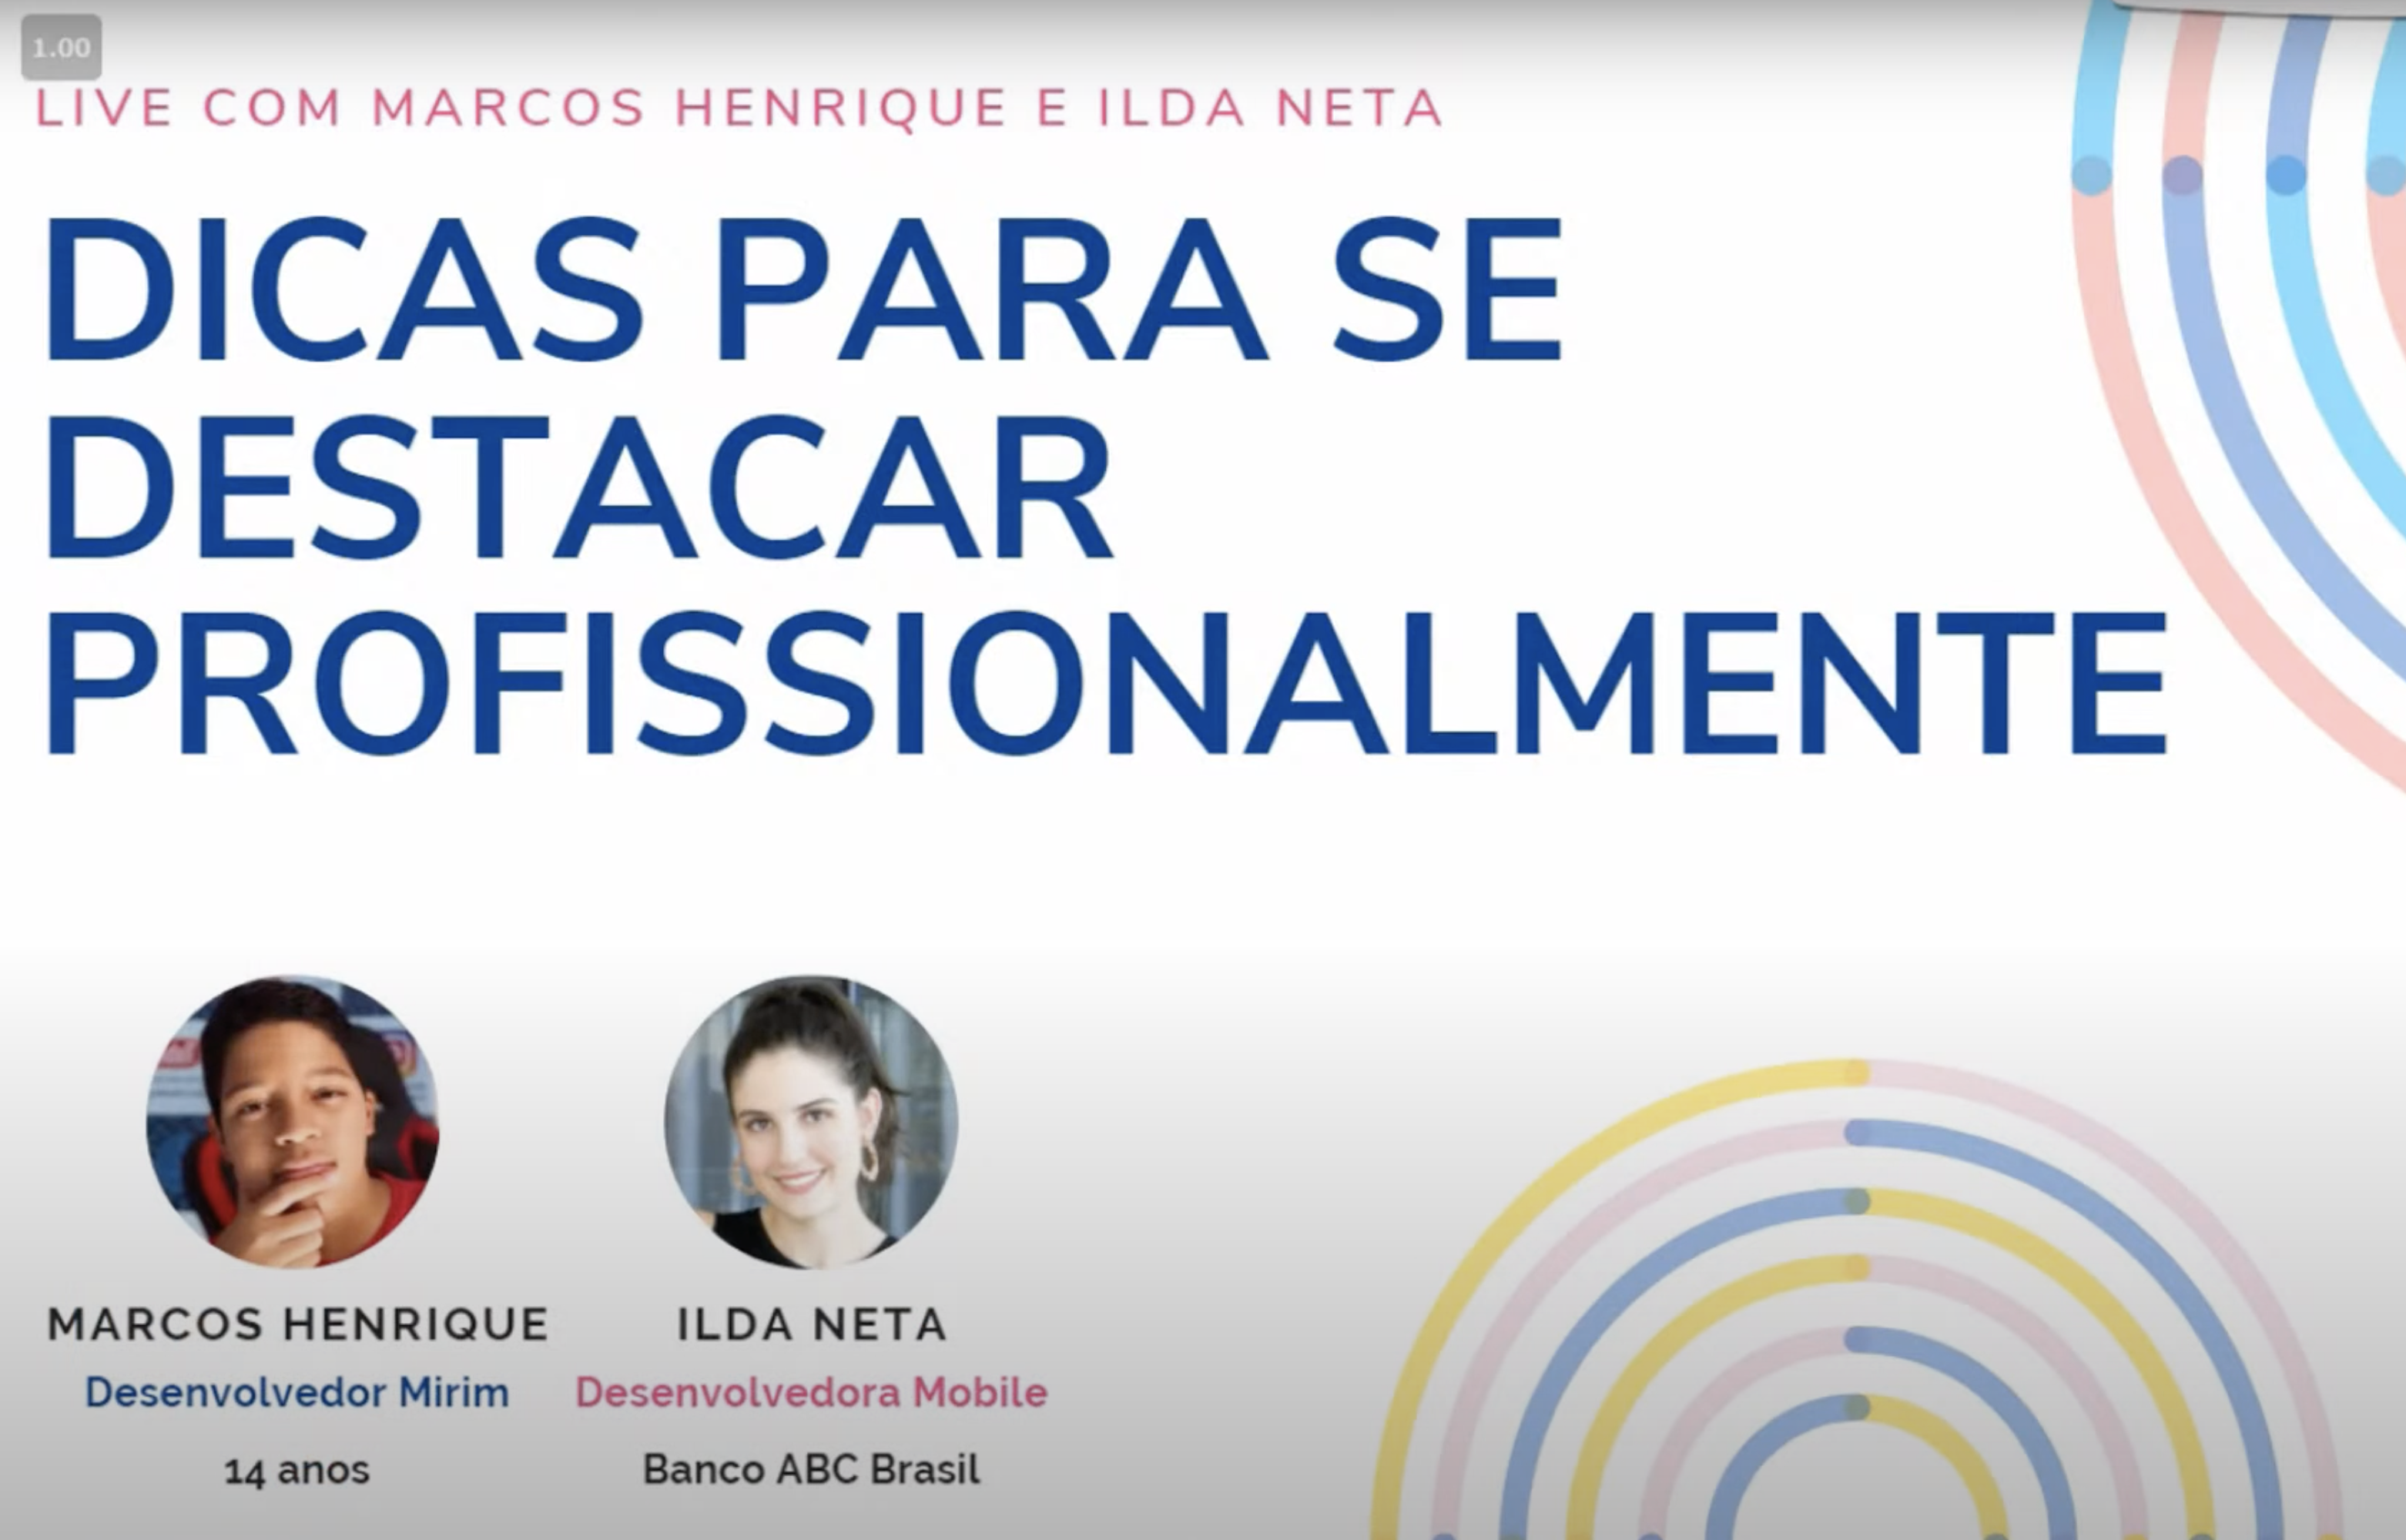 1.00
LIVE COM MARCOS HENRIQUE E ILDA NETA
DICAS PARA SE
DESTACAR
PROFISSIONALMENTE
MARCOS HENRIQUE
Desenvolvedor Mirim
14 anos
ILDA NETA
Desenvolvedora Mobile
Banco ABC Brasil